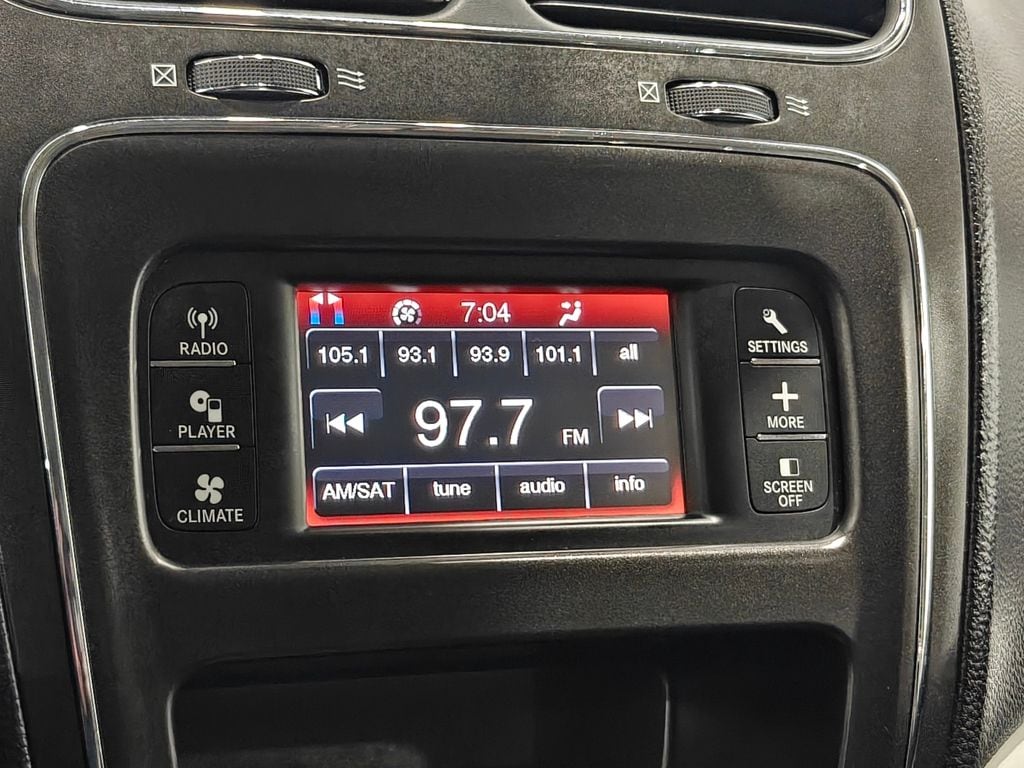 7:04
105.1 93.1 93.9 101.1 all
97.7 FM
AM/SAT tune audio info
RADIO
PLAYER
CLIMATE
SETTINGS
MORE
SCREEN
OFF